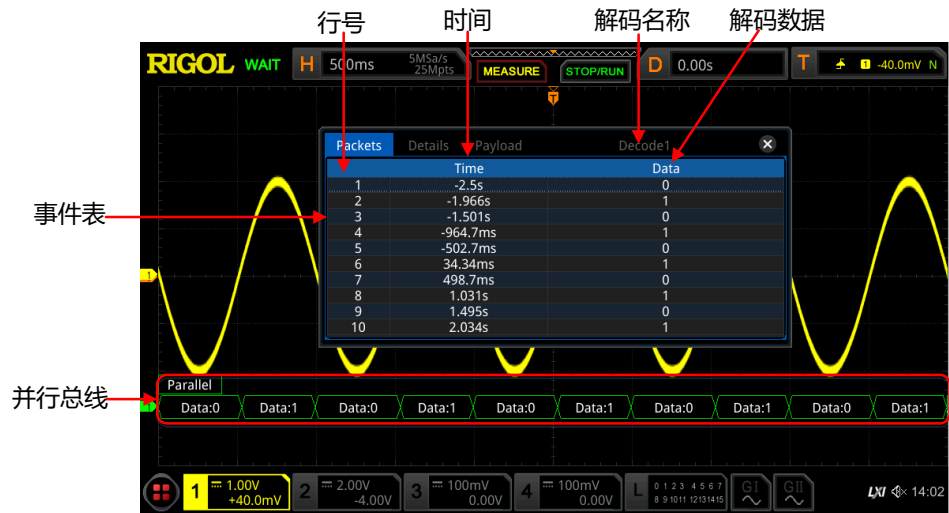 行号 时间 解码名称 解码数据
RIGOL WAIT H 500ms 5MSa/s 25Mpts MEASURE STOP/RUN D 0.00s T 1 -40.0mV N
T
Packets Details Payload Decode1
Time Data
1 -2.5s 0
2 -1.966s 1
事件表
3 -1.501s 0
4 -964.7ms 1
5 -502.7ms 0
6 34.34ms 1
1
7 498.7ms 0
8 1.031s 1
9 1.495s 0
10 2.034s 1
Parallel
并行总线
Data:0 Data:1 Data:0 Data:1 Data:0 Data:1 Data:0 Data:1 Data:0 Data:1
1 1.00V +40.0mV 2 2.00V -4.00V 3 100mV 0.00V 4 100mV 0.00V L 0 1 2 3 4 5 6 7 8 9 10 11 12 13 14 15 GI GII LXI 14:02